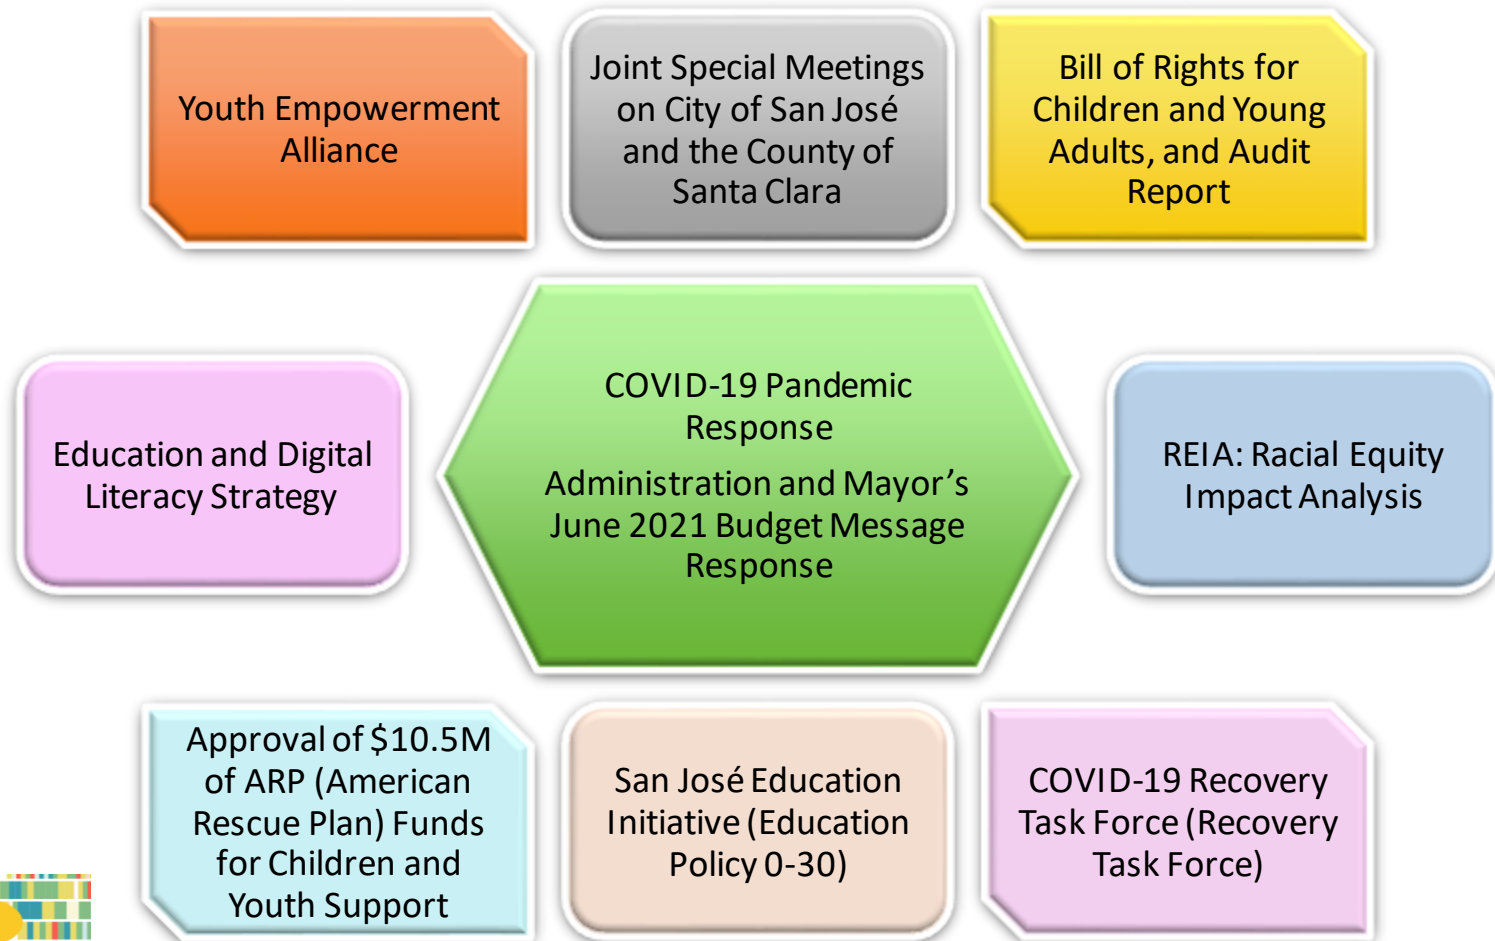 Youth Empowerment
Alliance
Joint Special Meetings
on City of San José
and the County of
Santa Clara
Bill of Rights for
Children and Young
Adults, and Audit
Report
Education and Digital
Literacy Strategy
COVID-19 Pandemic
Response
Administration and Mayor’s
June 2021 Budget Message
Response
REIA: Racial Equity
Impact Analysis
Approval of $10.5M
of ARP (American
Rescue Plan) Funds
for Children and
Youth Support
San José Education
Initiative (Education
Policy 0-30)
COVID-19 Recovery
Task Force (Recovery
Task Force)